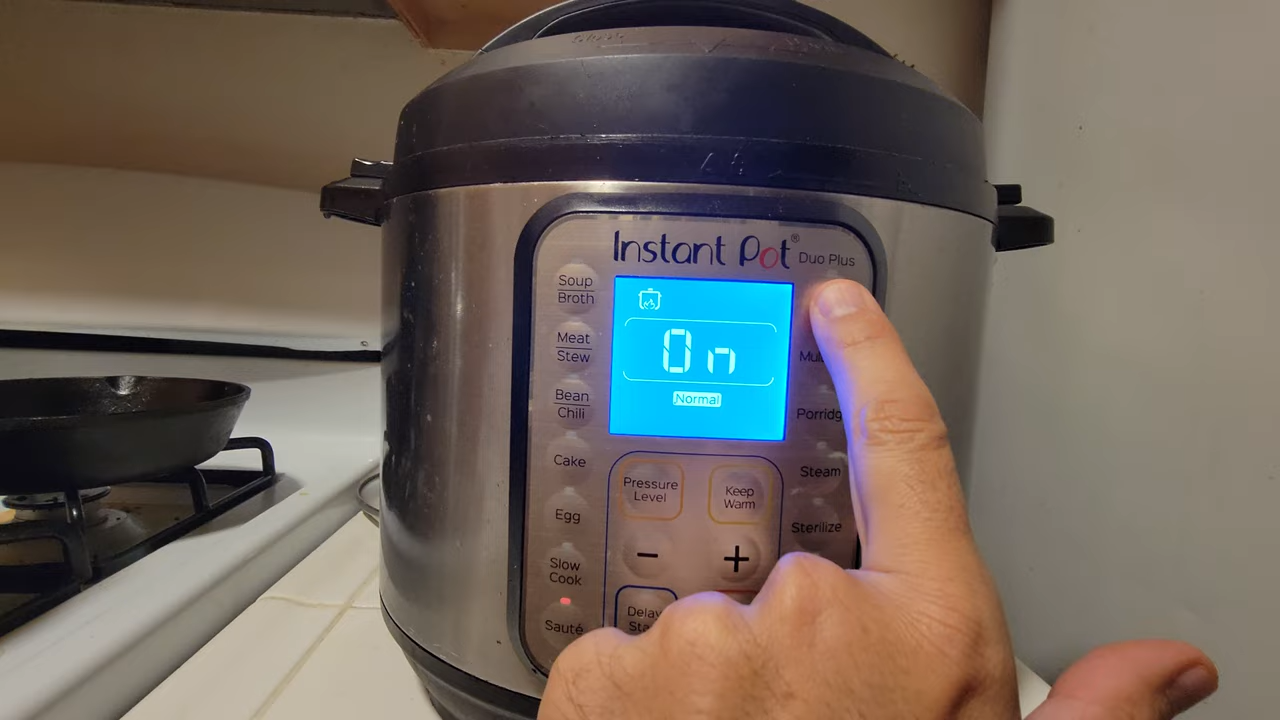 Instant Pot® Duo Plus
Soup
Broth
Meat
Stew
Bean
Chili
Cake
Egg
Slow
Cook
Sauté
On
Normal
Pressure
Level
Keep
Warm
−
+
Delay
Steam
Sterilize